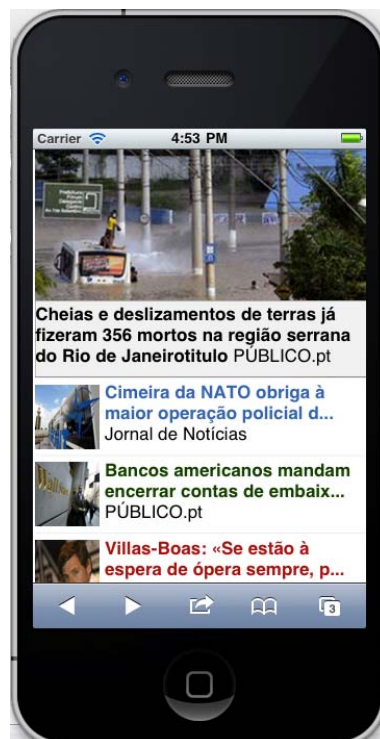 Carrier
4:53 PM
Cheias e deslizamentos de terras já
fizeram 356 mortos na região serrana
do Rio de Janeirotitulo PÚBLICO.pt
Cimeira da NATO obriga à
maior operação policial d...
Jornal de Notícias
Bancos americanos mandam
encerrar contas de embaix...
PÚBLICO.pt
Villas-Boas: «Se estão à
espera de ópera sempre, p...
3